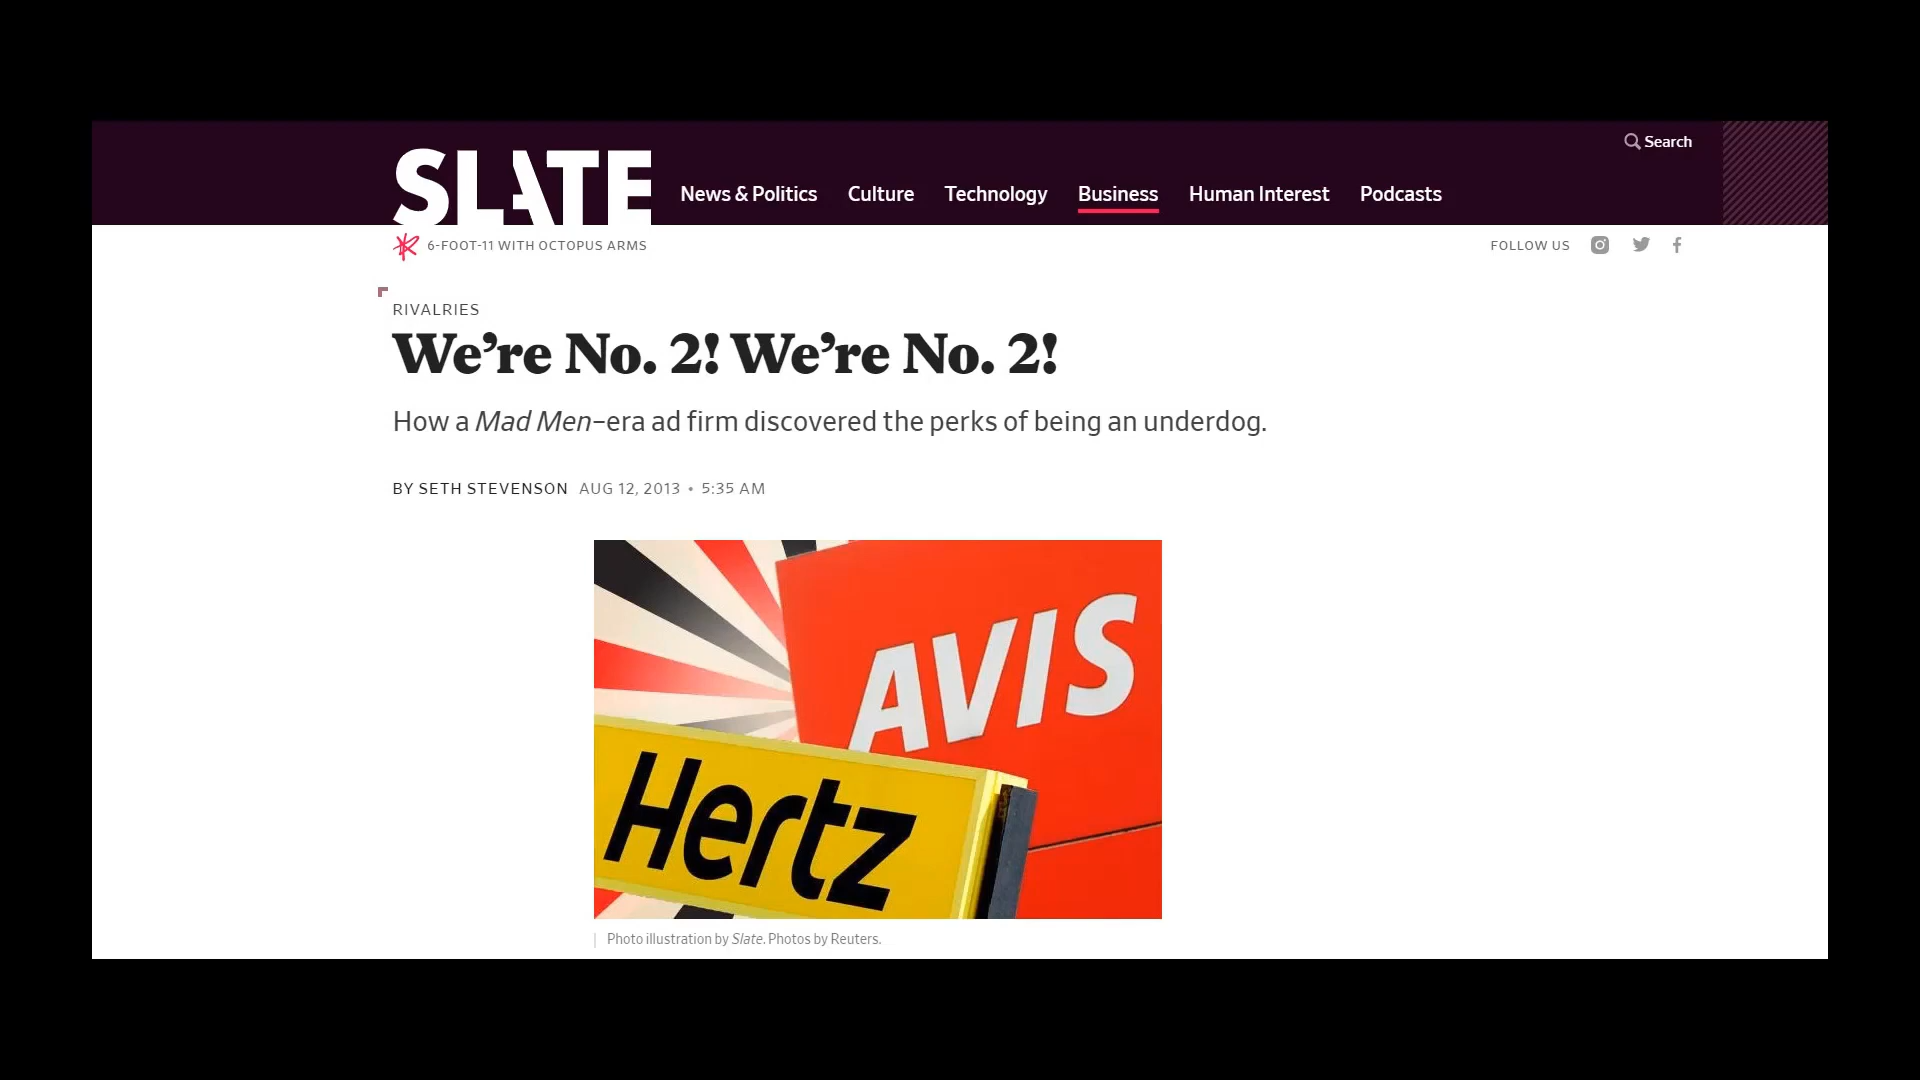 Search
SLATE
News & Politics Culture Technology Business Human Interest Podcasts
6-FOOT-11 WITH OCTOPUS ARMS
FOLLOW US
RIVALRIES
We’re No. 2! We’re No. 2!
How a Mad Men–era ad firm discovered the perks of being an underdog.
BY SETH STEVENSON AUG 12, 2013 • 5:35 AM
AVIS
Hertz
Photo illustration by Slate. Photos by Reuters.